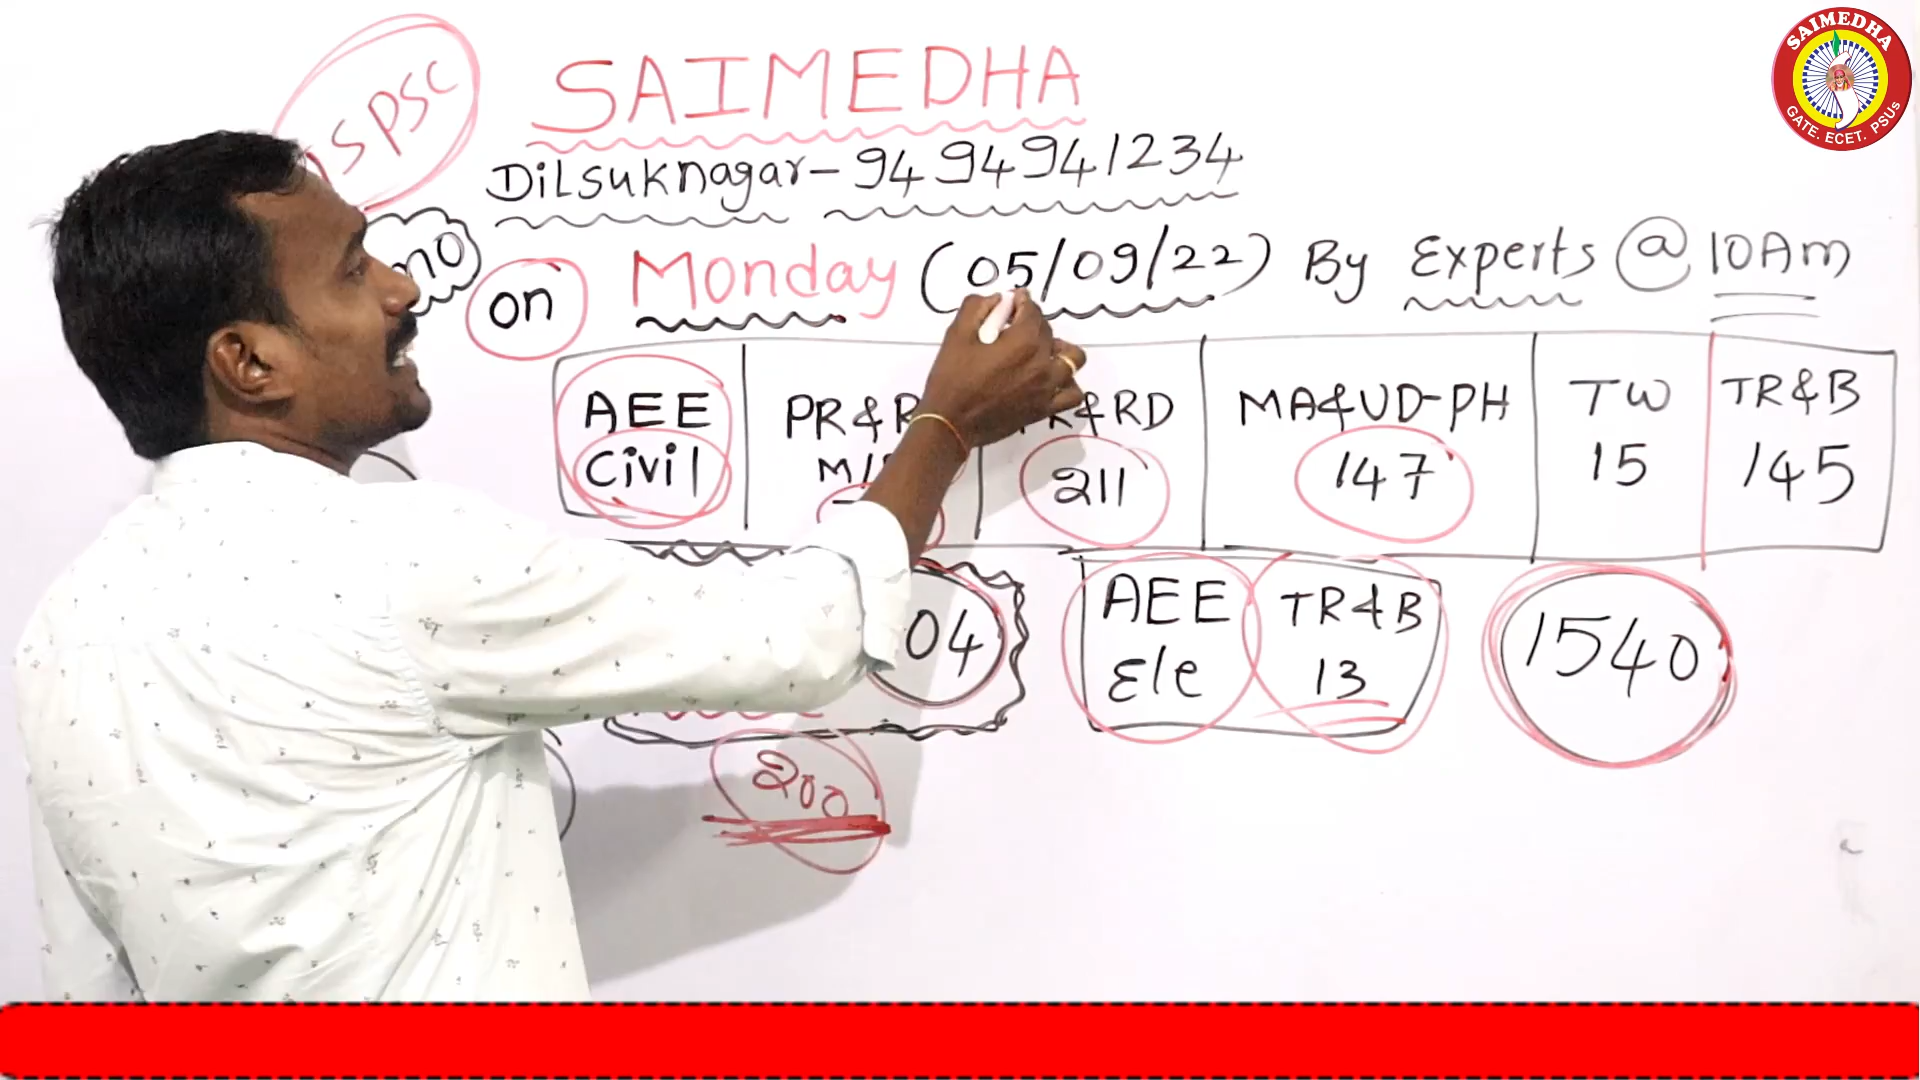 SPSC
SAIMEDHA
Dilsuknagar - 9494941234
on Monday (05/09/22) By Experts @ 10Am
AEE Civil
PR&R
211
MA&UD-PH 147
TW 15
TR&B 145
04
AEE Ele
TR&B 13
1540
200
SAIMEDHA
GATE. ECET. PSUs